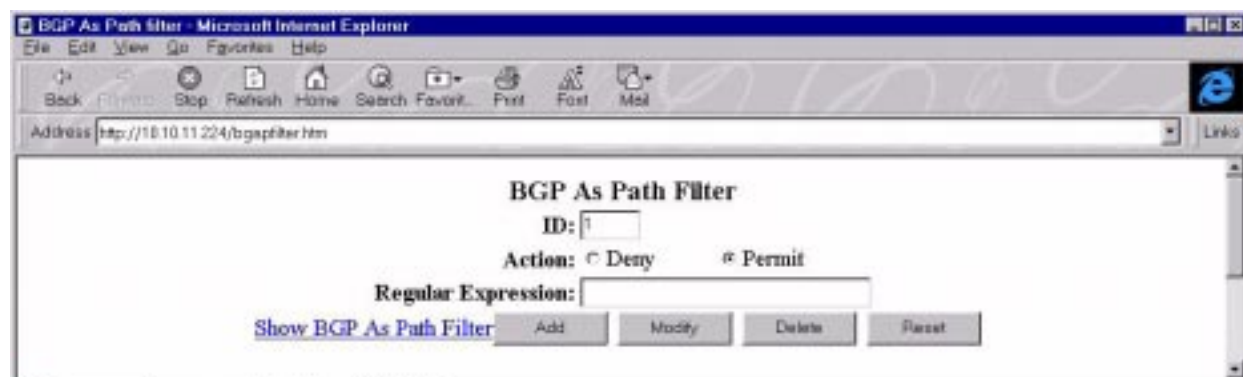 BGP As Path filter - Microsoft Internet Explorer
File Edit View Go Favorites Help
Back Forward Stop Refresh Home Search Favorit... Print Font Mail
Address http://10.10.11.224/bgapfilter.htm Links
BGP As Path Filter
ID: 1
Action: Deny Permit
Regular Expression:
Show BGP As Path Filter Add Modify Delete Reset